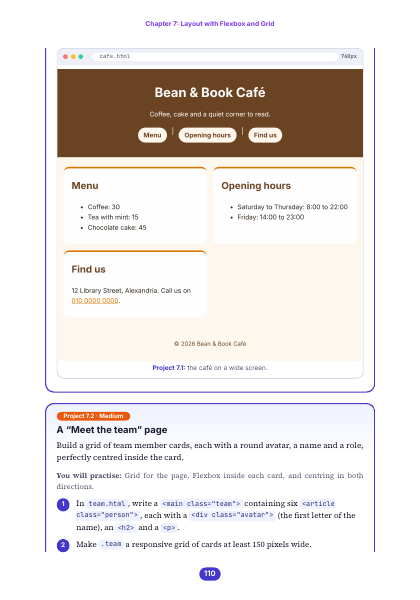 Chapter 7: Layout with Flexbox and Grid
cafe.html 760px
Bean & Book Café
Coffee, cake and a quiet corner to read.
Menu | Opening hours | Find us
Menu
• Coffee: 30
• Tea with mint: 15
• Chocolate cake: 45
Opening hours
• Saturday to Thursday: 8:00 to 22:00
• Friday: 14:00 to 23:00
Find us
12 Library Street, Alexandria. Call us on
010 0000 0000.
© 2026 Bean & Book Café
Project 7.1: the café on a wide screen.
Project 7.2 · Medium
A “Meet the team” page
Build a grid of team member cards, each with a round avatar, a name and a role,
perfectly centred inside the card.
You will practise: Grid for the page, Flexbox inside each card, and centring in both
directions.
1 In team.html, write a <main class="team"> containing six <article
class="person">, each with a <div class="avatar"> (the first letter of the
name), an <h2> and a <p>.
2 Make .team a responsive grid of cards at least 150 pixels wide.
110